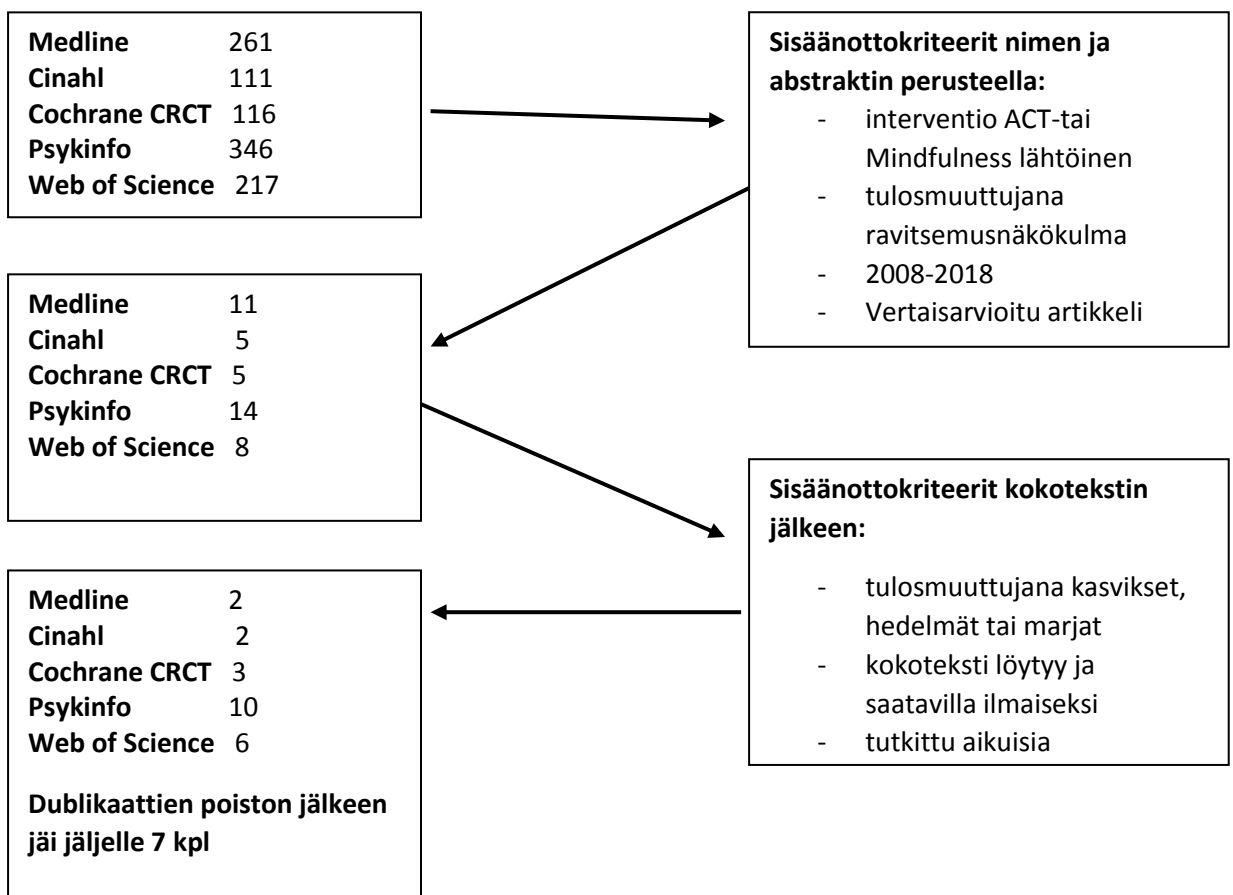 Medline 261
Cinahl 111
Cochrane CRCT 116
Psykinfo 346
Web of Science 217
Sisäänottokriteerit nimen ja
abstraktin perusteella:
- interventio ACT-tai
Mindfulness lähtöinen
- tulosmuuttujana
ravitsemusnäkökulma
- 2008-2018
- Vertaisarvioitu artikkeli
Medline 11
Cinahl 5
Cochrane CRCT 5
Psykinfo 14
Web of Science 8
Sisäänottokriteerit kokotekstin
jälkeen:
- tulosmuuttujana kasvikset,
hedelmät tai marjat
- kokoteksti löytyy ja
saatavilla ilmaiseksi
- tutkittu aikuisia
Medline 2
Cinahl 2
Cochrane CRCT 3
Psykinfo 10
Web of Science 6
Dublikaattien poiston jälkeen
jäi jäljelle 7 kpl